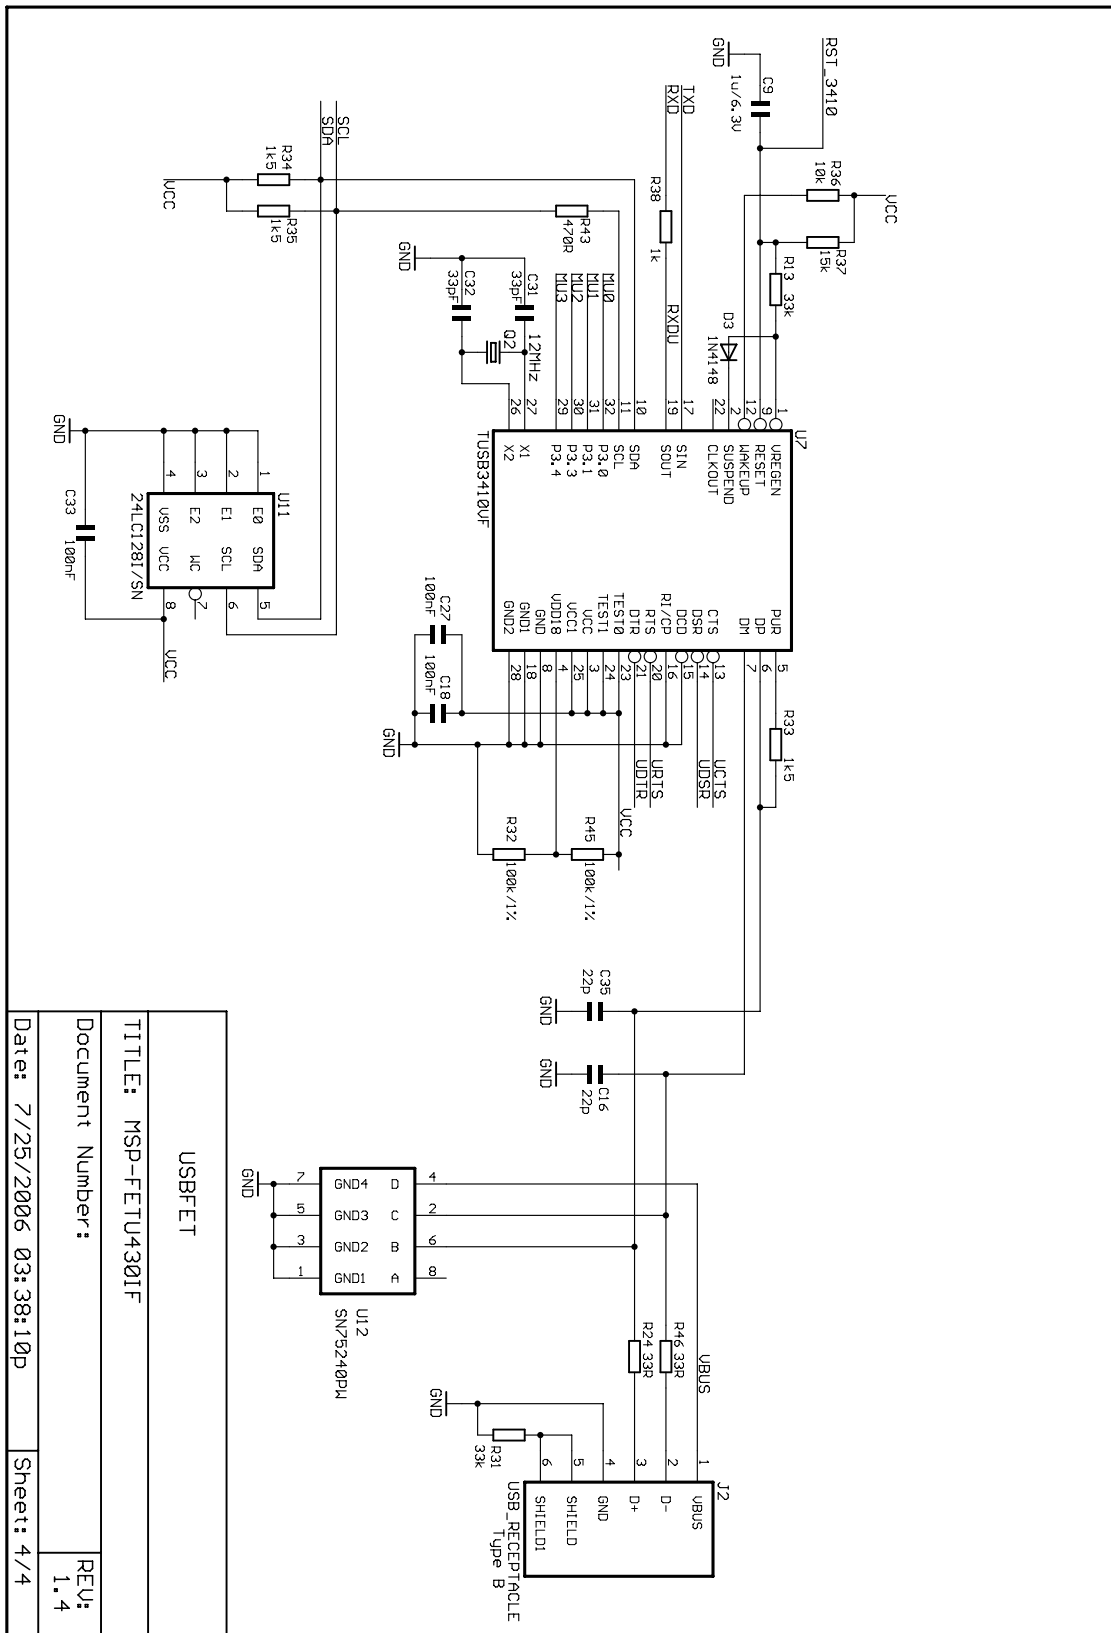 RST_3410
GND
C9
1u/6.3V
R36
10k
VCC
R37
15k
R13
33k
D3
1N4148
TXD
RXD
R38
1k
RXDU
SCL
SDA
R34
1k5
R35
1k5
VCC
R43
470R
GND
C32
33pF
C31
33pF
Q2
12MHz
MU0
MU1
MU2
MU3
U7
TUSB3410VF
1 VREGEN
9 RESET
12 WAKEUP
2 SUSPEND
22 CLKOUT
17 SIN
19 SOUT
10 SDA
11 SCL
32 P3.0
31 P3.1
30 P3.3
29 P3.4
27 X1
26 X2
PUR 5
DP 6
DM 7
CTS 13
DSR 14
DCD 15
RI/CP 16
RTS 20
DTR 21
TEST0 23
TEST1 24
VCC 3
VCC1 25
VDD18 4
GND 8
GND1 18
GND2 28
GND
U11
24LC128I/SN
1 E0
2 E1
3 E2
4 VSS
SDA 5
SCL 6
WC 7
VCC 8
C33
100nF
VCC
C27
100nF
C18
100nF
GND
R33
1k5
UCTS
UDSR
URTS
UDTR
VCC
R32
100k/1%
R45
100k/1%
C35
22p
GND
C16
22p
GND
GND
7 GND4 D 4
5 GND3 C 2
3 GND2 B 6
1 GND1 A 8
U12
SN75240PW
R24 33R
R46 33R
VBUS
GND
R31
33k
J2
1 VBUS
2 D-
3 D+
4 GND
5 SHIELD
6 SHIELD1
USB_RECEPTACLE
Type B
USBFET
TITLE: MSP-FETU430IF
Document Number:
REV:
1.4
Date: 7/25/2006 03:38:10p
Sheet: 4/4